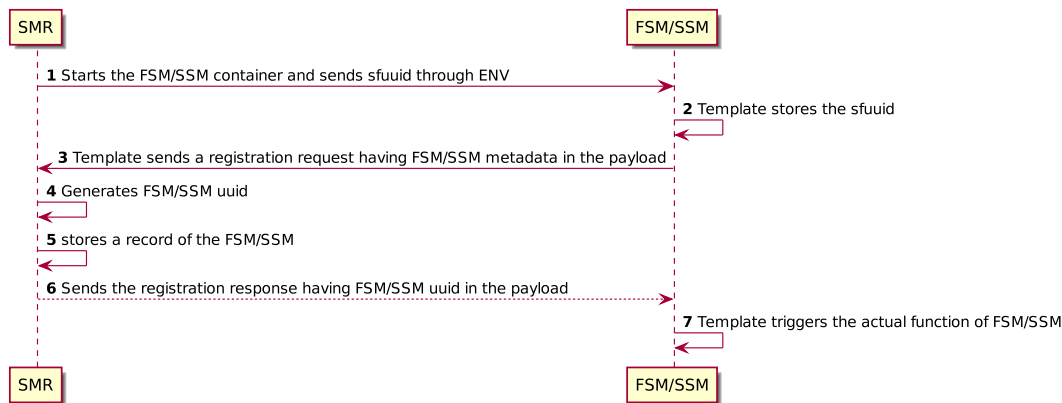 SMR FSM/SSM
1 Starts the FSM/SSM container and sends sfuuid through ENV
2 Template stores the sfuuid
3 Template sends a registration request having FSM/SSM metadata in the payload
4 Generates FSM/SSM uuid
5 stores a record of the FSM/SSM
6 Sends the registration response having FSM/SSM uuid in the payload
7 Template triggers the actual function of FSM/SSM
SMR FSM/SSM